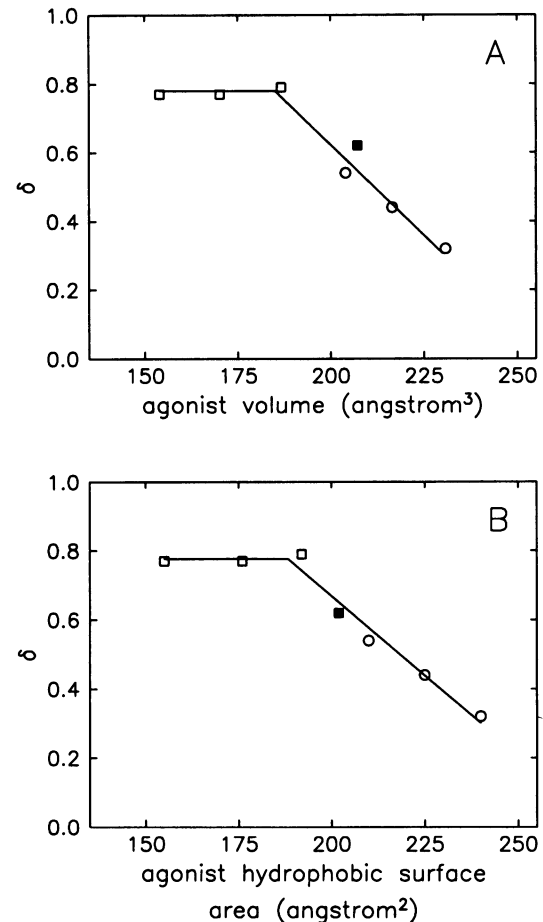 A
1.0
0.8
0.6
0.4
0.2
0.0
δ
150 175 200 225 250
agonist volume (angstrom³)
B
1.0
0.8
0.6
0.4
0.2
0.0
δ
150 175 200 225 250
agonist hydrophobic surface
area (angstrom²)